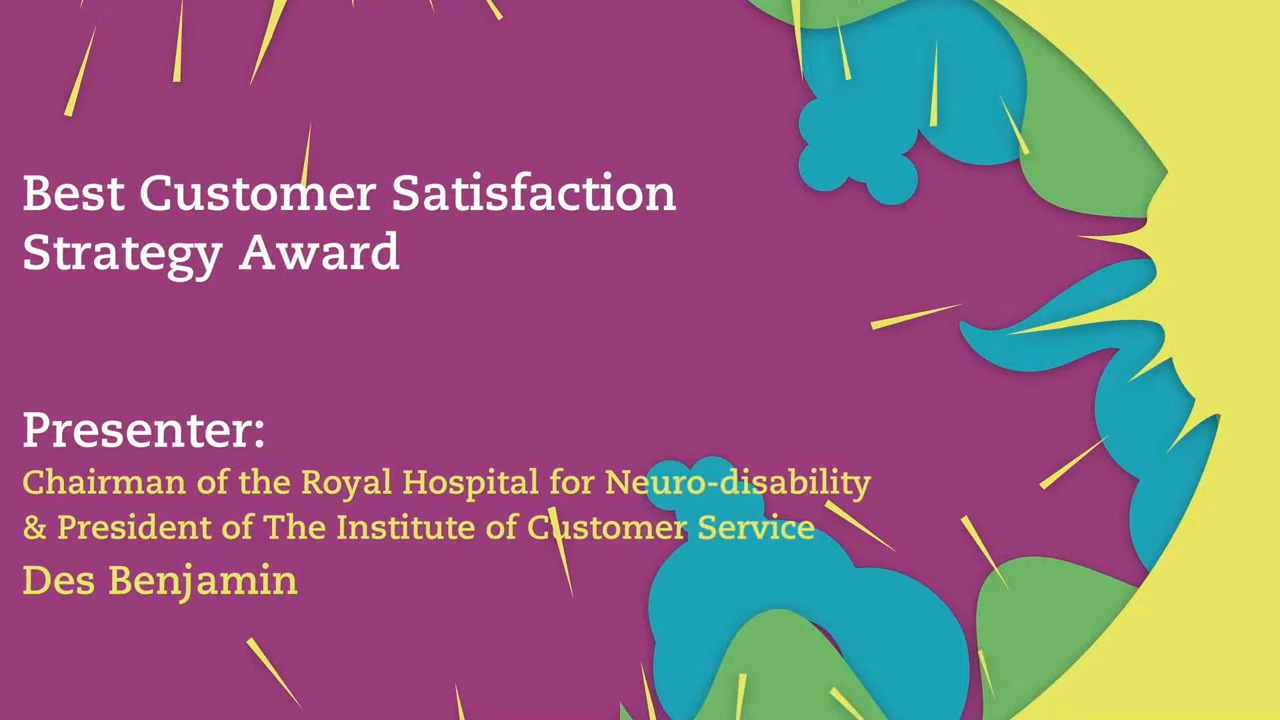 Best Customer Satisfaction
Strategy Award
Presenter:
Chairman of the Royal Hospital for Neuro-disability
& President of The Institute of Customer Service
Des Benjamin